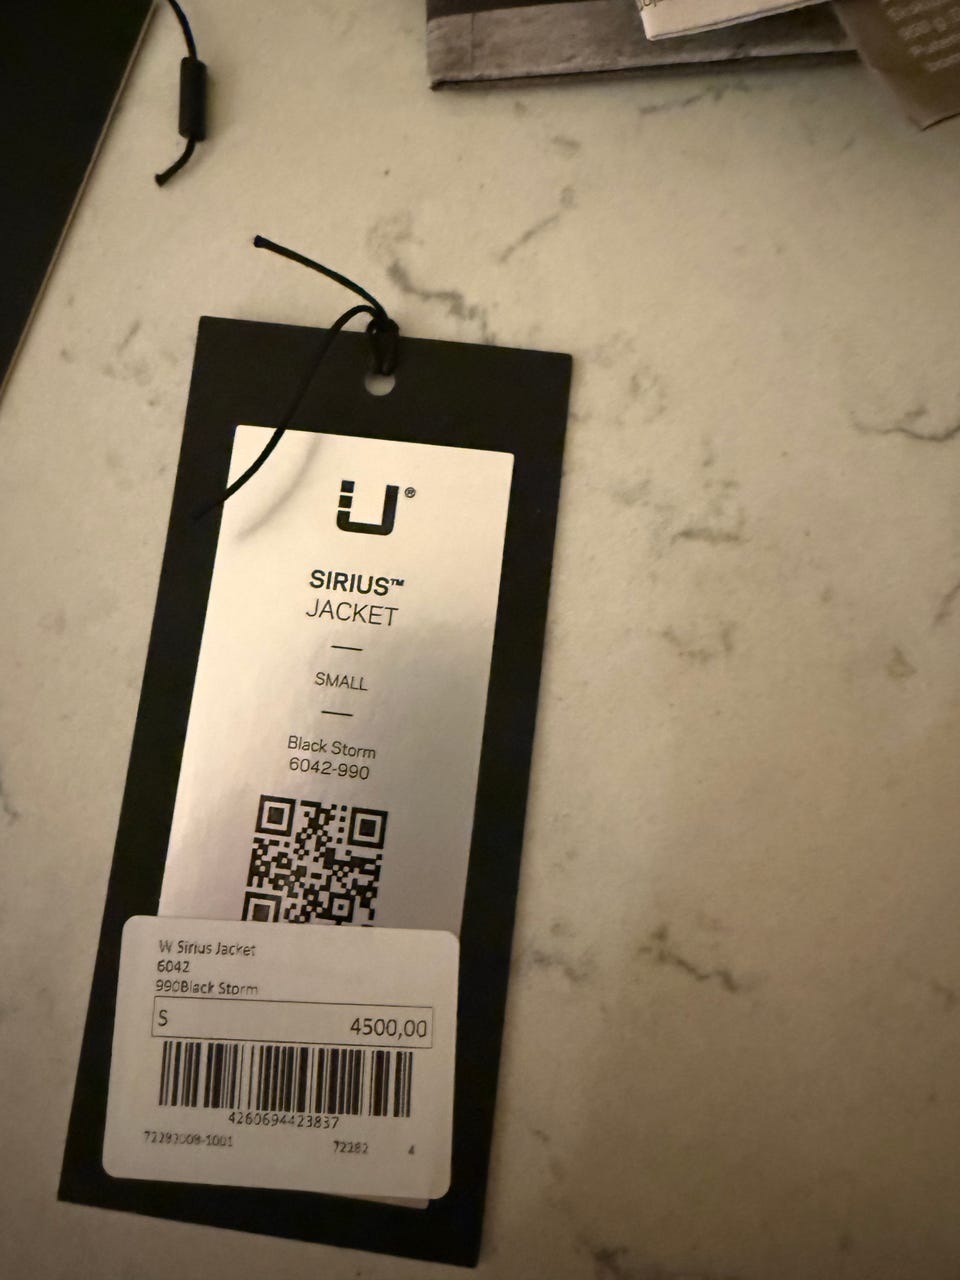 U®
SIRIUS™
JACKET
SMALL
Black Storm
6042-990
W Sirius Jacket
6042
990Black Storm
S 4500,00
4260694423837
72282 4